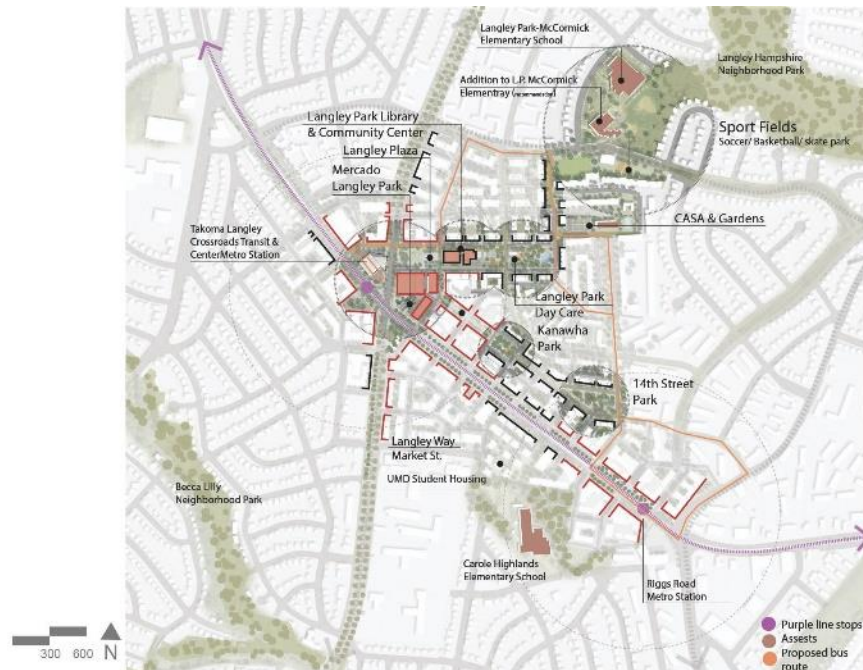 Langley Park-McCormick
Elementary School
Langley Hampshire
Neighborhood Park
Addition to L.P. McCormick
Elementray
Langley Park Library
& Community Center
Sport Fields
Soccer/ Basketball/ skate park
Langley Plaza
Mercado
Langley Park
CASA & Gardens
Takoma Langley
Crossroads Transit &
CenterMetro Station
Langley Park
Day Care
Kanawha
Park
14th Street
Park
Langley Way
Market St.
UMD Student Housing
Becca Lilly
Neighborhood Park
Carole Highlands
Elementary School
Riggs Road
Metro Station
Purple line stops
Assests
Proposed bus
route
300 600 N